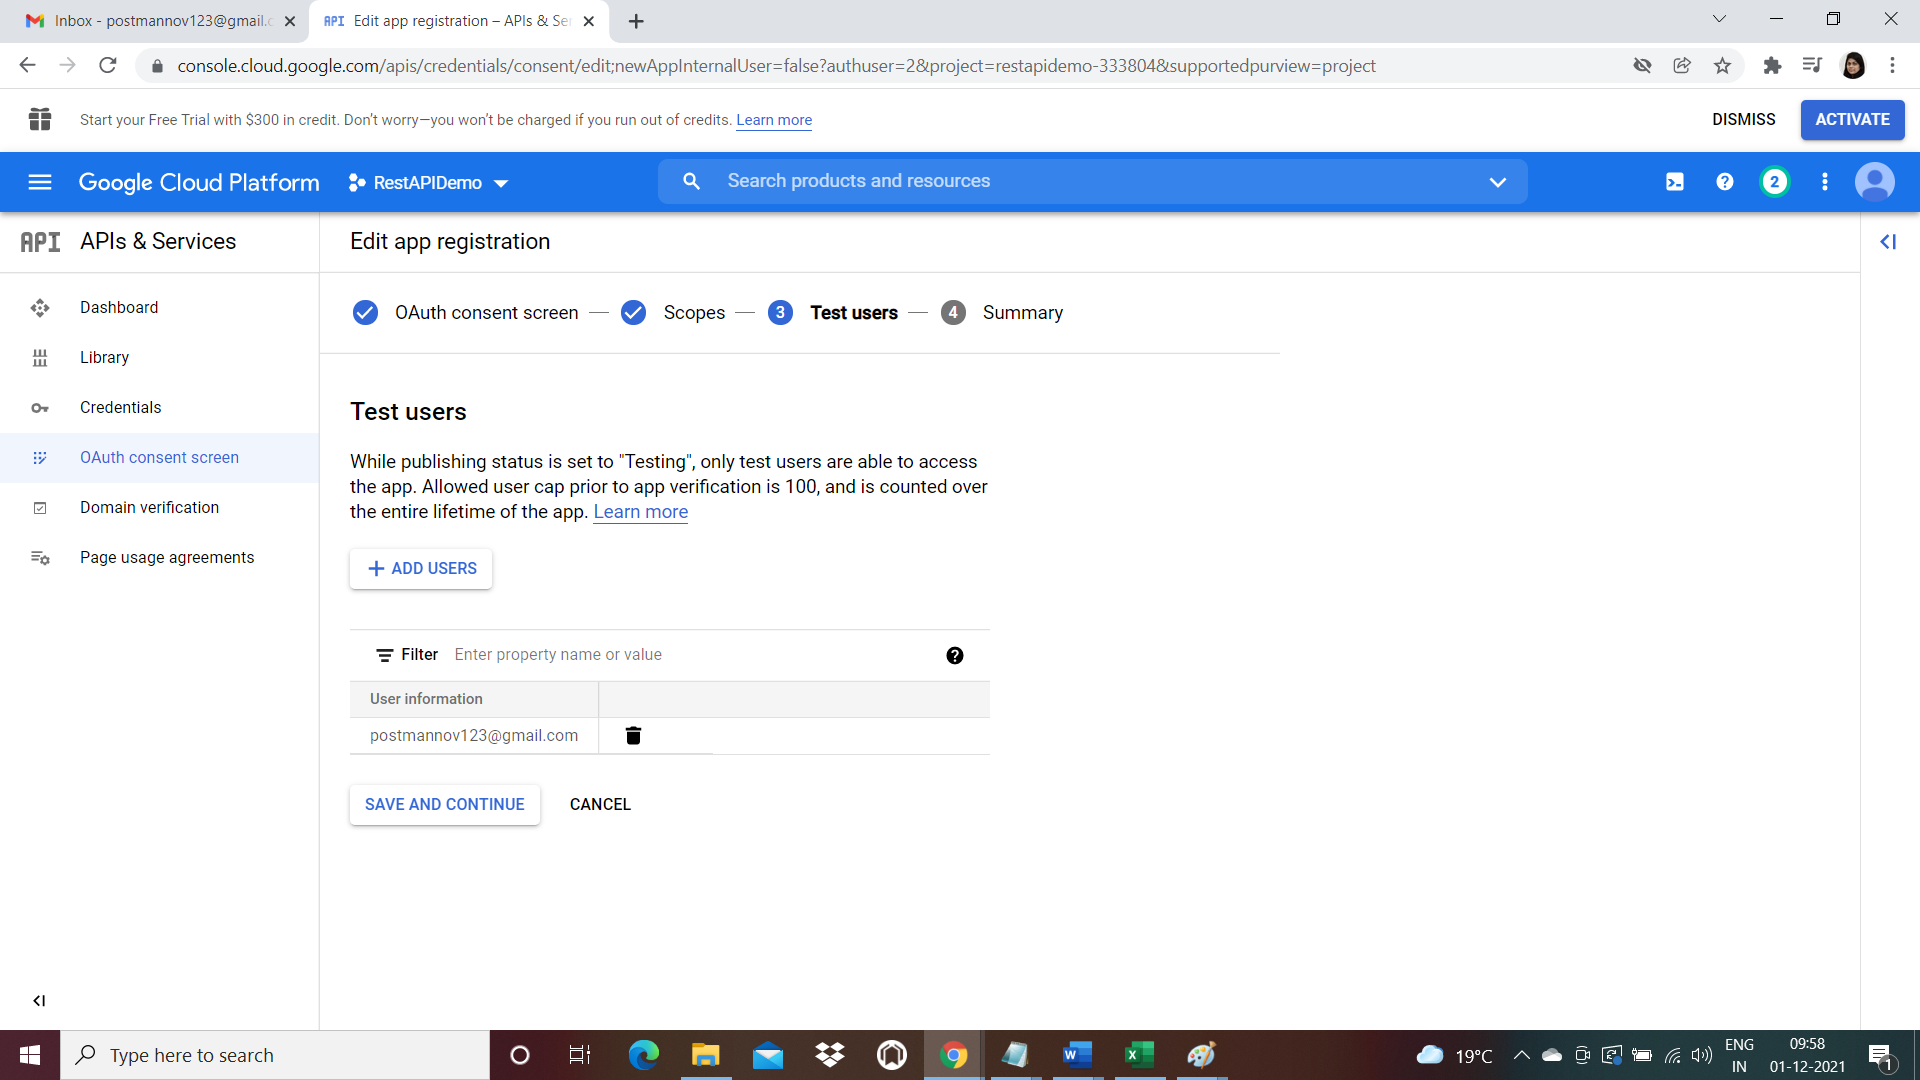 Inbox - postmannov123@gmail.c
API Edit app registration – APIs & Se
console.cloud.google.com/apis/credentials/consent/edit;newAppInternalUser=false?authuser=2&project=restapidemo-333804&supportedpurview=project
Start your Free Trial with $300 in credit. Don't worry—you won't be charged if you run out of credits. Learn more
DISMISS
ACTIVATE
Google Cloud Platform
RestAPIDemo
Search products and resources
2
API APIs & Services
Edit app registration
Dashboard
Library
Credentials
OAuth consent screen
Domain verification
Page usage agreements
OAuth consent screen — Scopes — 3 Test users — 4 Summary
Test users
While publishing status is set to "Testing", only test users are able to access
the app. Allowed user cap prior to app verification is 100, and is counted over
the entire lifetime of the app. Learn more
+ ADD USERS
Filter Enter property name or value
User information
postmannov123@gmail.com
SAVE AND CONTINUE
CANCEL
Type here to search
19°C
ENG
IN
09:58
01-12-2021
1